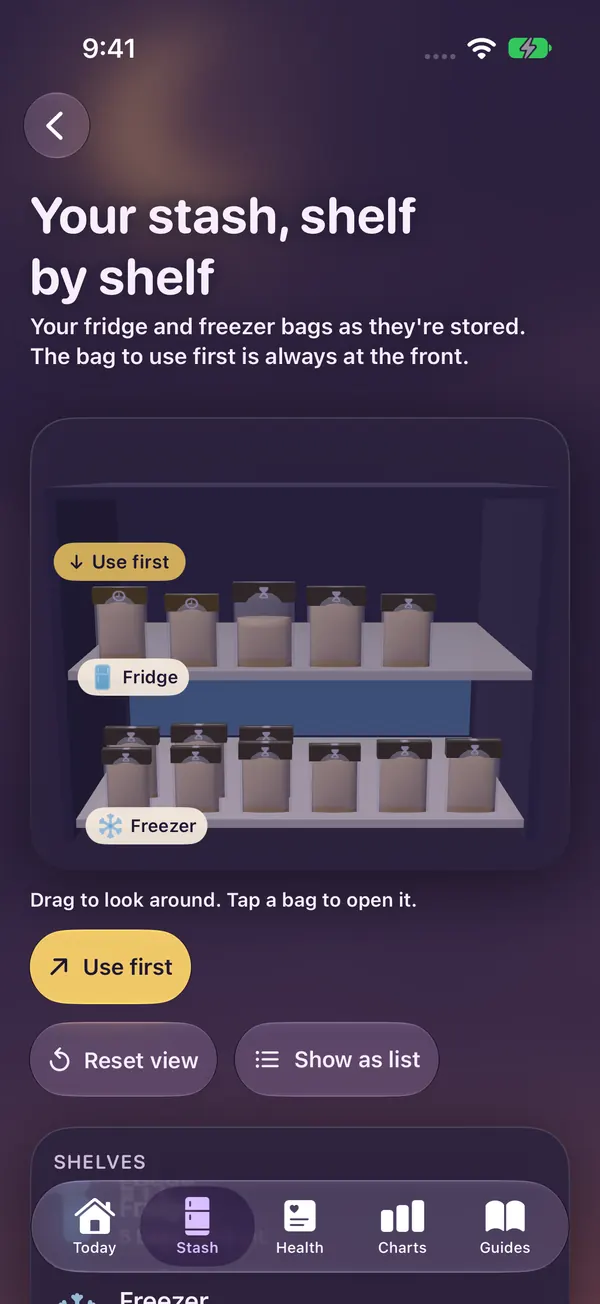 9:41
Your stash, shelf
by shelf
Your fridge and freezer bags as they're stored.
The bag to use first is always at the front.
↓ Use first
Fridge
Freezer
Drag to look around. Tap a bag to open it.
Use first
Reset view
Show as list
SHELVES
Today
Stash
Health
Charts
Guides
Freezer